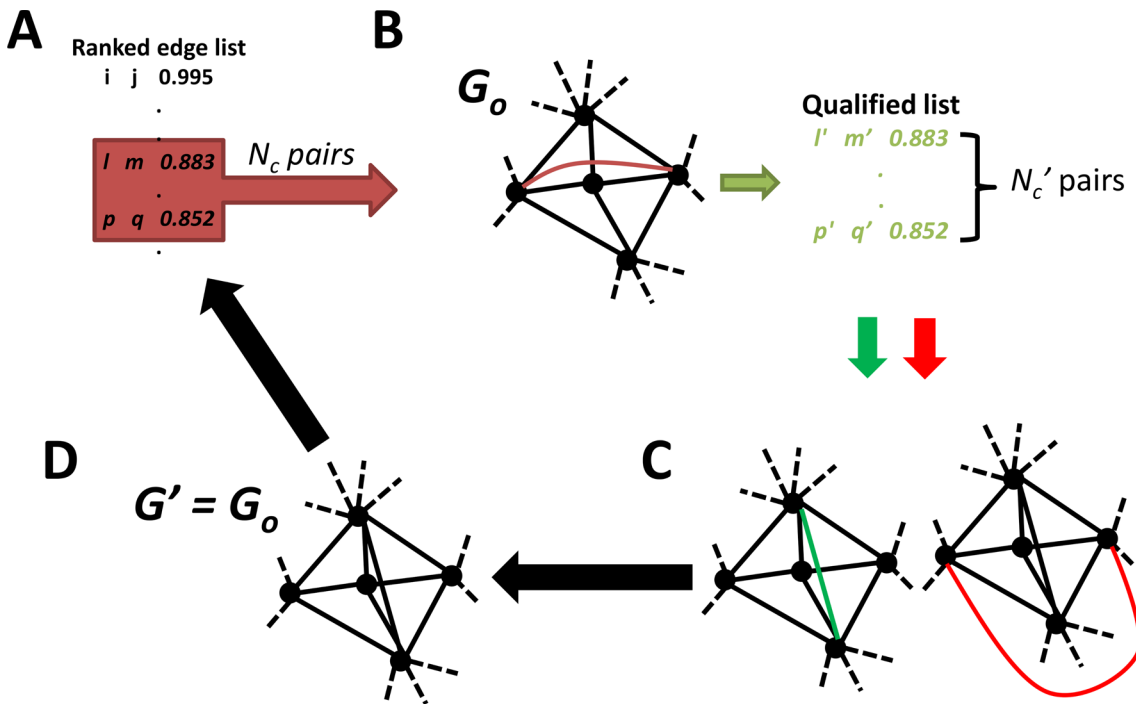 A
Ranked edge list
i j 0.995
.
.
l m 0.883
.
p q 0.852
.
N_c pairs
B
G_o
Qualified list
l' m’ 0.883
.
.
p' q’ 0.852
N_c’ pairs
D
G’ = G_o
C